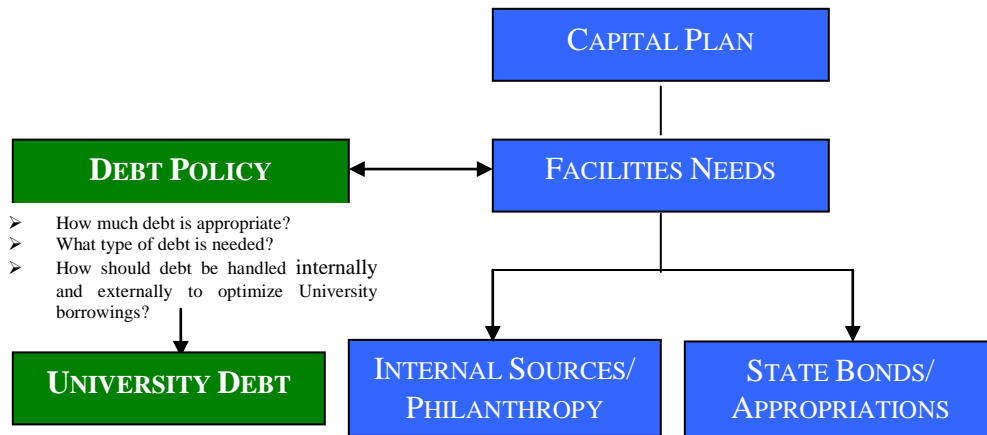 CAPITAL PLAN
DEBT POLICY
FACILITIES NEEDS
➢ How much debt is appropriate?
➢ What type of debt is needed?
➢ How should debt be handled internally
and externally to optimize University
borrowings?
UNIVERSITY DEBT
INTERNAL SOURCES/
PHILANTHROPY
STATE BONDS/
APPROPRIATIONS